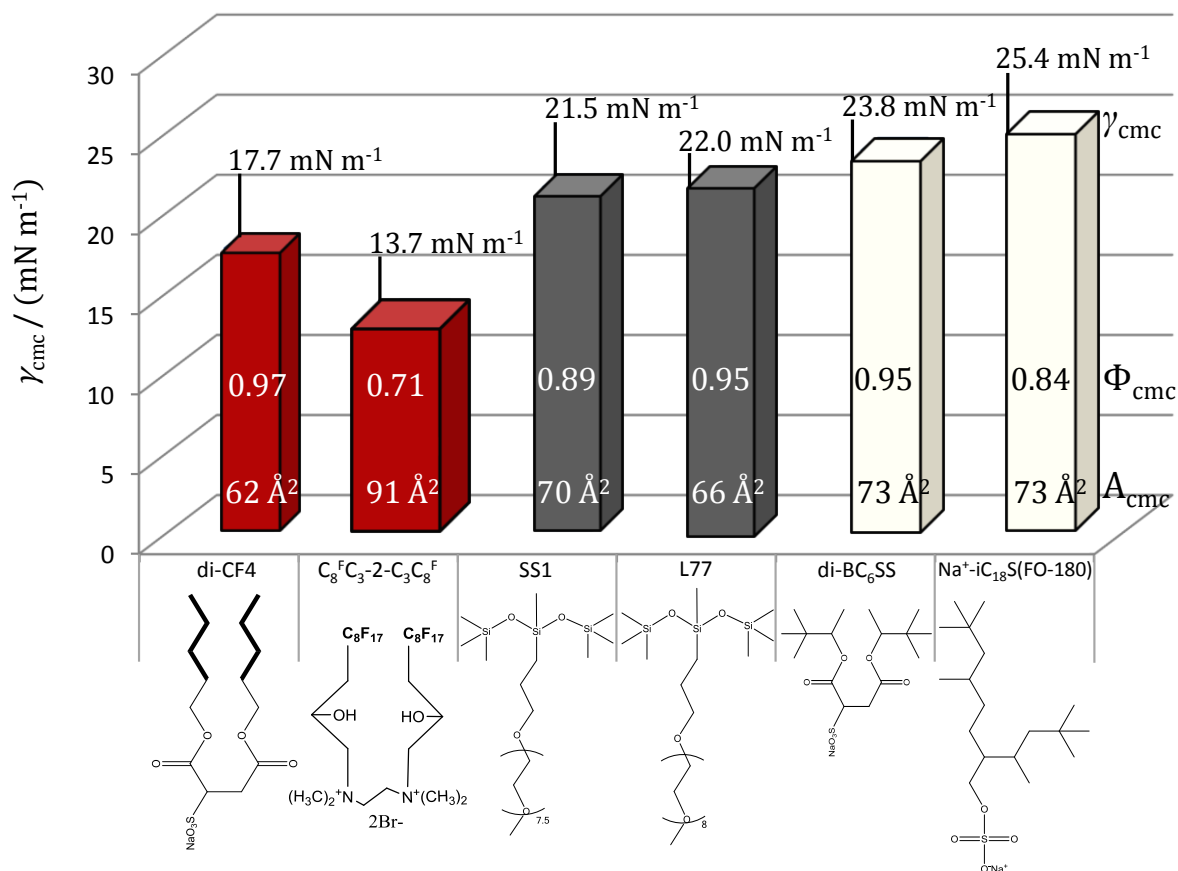 25.4 mN m⁻¹
30
21.5 mN m⁻¹
23.8 mN m⁻¹
γcmc
22.0 mN m⁻¹
25
17.7 mN m⁻¹
20
13.7 mN m⁻¹
15
γcmc / (mN m⁻¹)
10
0.97 0.71 0.89 0.95 0.95 0.84 Φcmc
5
62 Å² 91 Å² 70 Å² 66 Å² 73 Å² 73 Å² Acmc
0
di-CF4 C₈ᶠC₃-2-C₃C₈ᶠ SS1 L77 di-BC₆SS Na⁺-iC₁₈S(FO-180)
O O
O O
NaO₃S
C₈F₁₇ C₈F₁₇
OH HO
(H₃C)₂⁺N N⁺(CH₃)₂
2Br-
O O
Si Si Si
O
O
7.5
O O
Si Si Si
O
O
8
O O
O O
NaO₃S
O
O S O
O⁻Na⁺